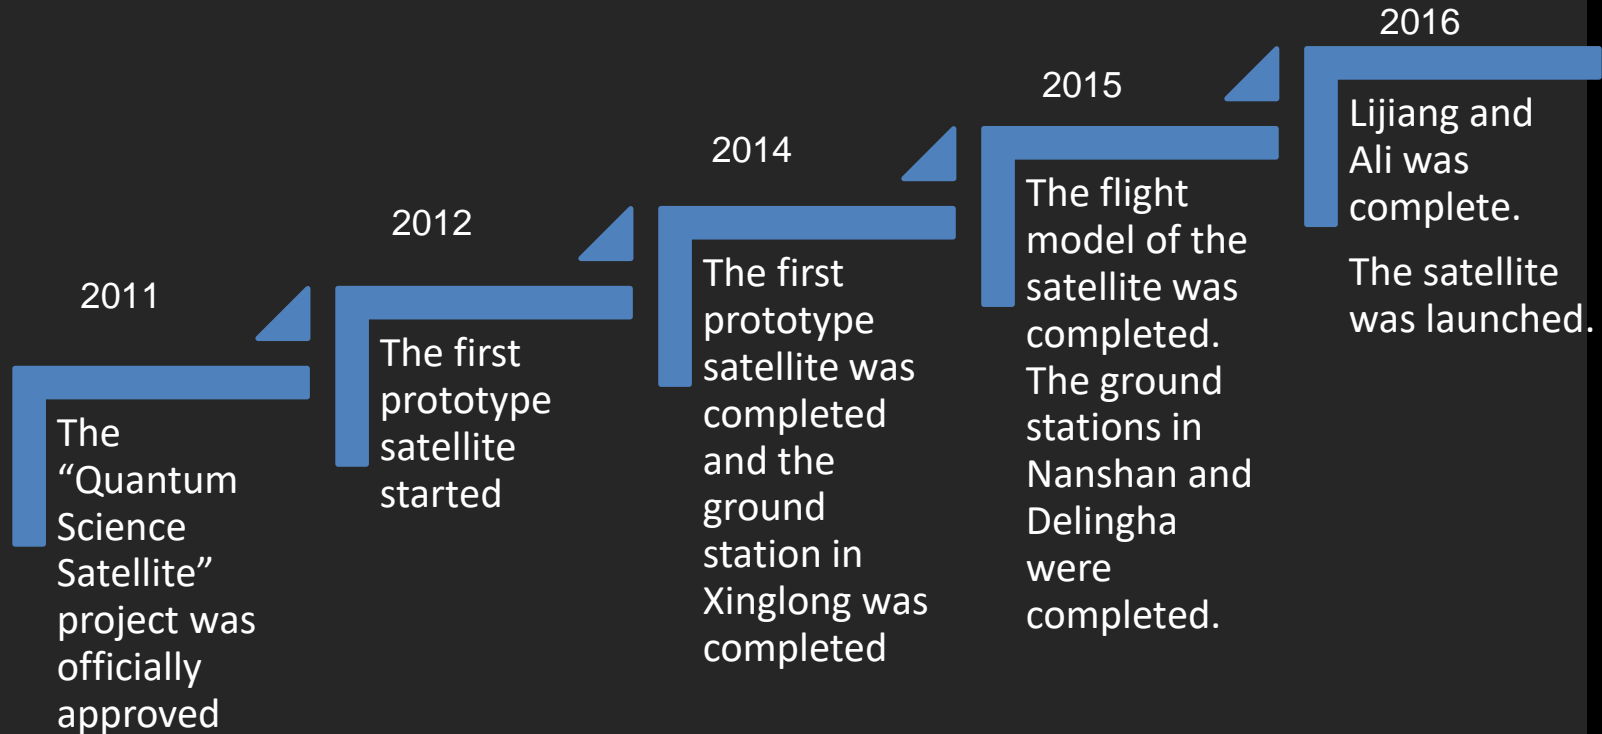 2011
The
“Quantum
Science
Satellite”
project was
officially
approved
2012
The first
prototype
satellite
started
2014
The first
prototype
satellite was
completed
and the
ground
station in
Xinglong was
completed
2015
The flight
model of the
satellite was
completed.
The ground
stations in
Nanshan and
Delingha
were
completed.
2016
Lijiang and
Ali was
complete.
The satellite
was launched.